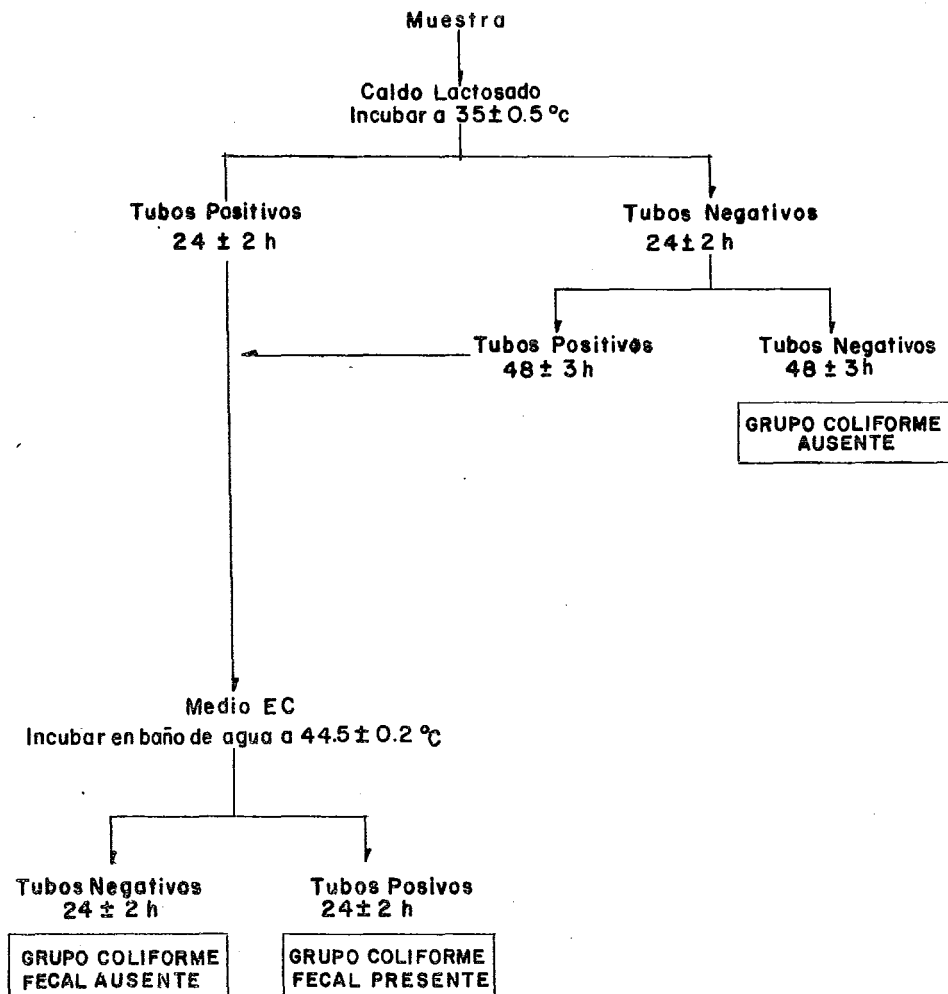 Muestra
Caldo Lactosado
Incubar a 35±0.5 °c
Tubos Positivos
24 ± 2 h
Tubos Negativos
24±2 h
Tubos Positivos
48 ± 3 h
Tubos Negativos
48 ± 3h
GRUPO COLIFORME
AUSENTE
Medio EC
Incubar en baño de agua a 44.5±0.2 °C
Tubos Negativos
24 ± 2 h
GRUPO COLIFORME
FECAL AUSENTE
Tubos Posivos
24±2 h
GRUPO COLIFORME
FECAL PRESENTE